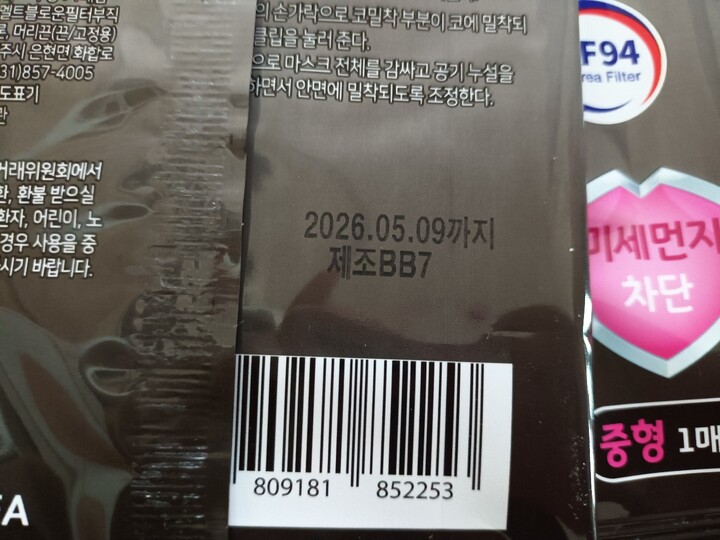 멜트블로운필터부직
머리끈(끈/고정용)
주시 은현면 화합로
031)857-4005
도표기
거래위원회에서
환, 환불 받으실
환자, 어린이, 노
경우 사용을 중
시기 바랍니다.
의 손가락으로 코밀착 부분이 코에 밀착되
클립을 눌러 준다.
으로 마스크 전체를 감싸고 공기 누설을
하면서 안면에 밀착되도록 조정한다.
2026.05.09까지
제조BB7
809181 852253
F94
rea Filter
미세먼지
차단
중형 1매
FA